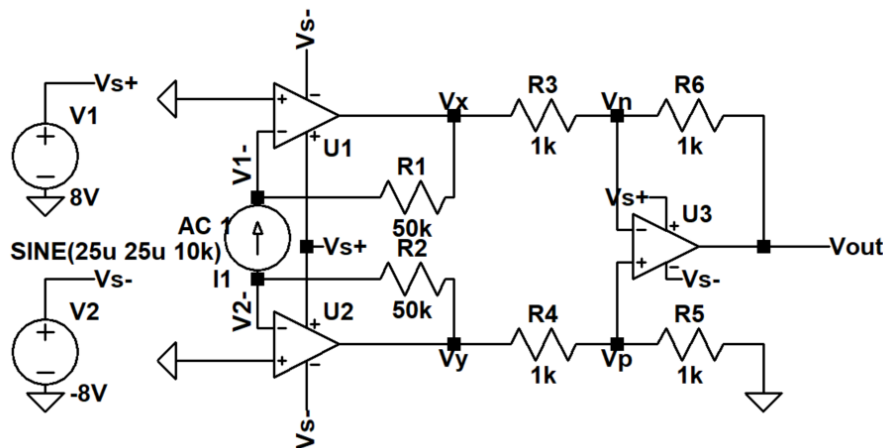 Vs-
Vs+
V1
8V
V1-
U1
Vx
R3
1k
Vn
R6
1k
R1
50k
AC 1
SINE(25u 25u 10k)
I1
Vs+
R2
50k
Vs+
U3
Vs-
Vout
Vs-
V2
-8V
V2-
U2
Vy
R4
1k
Vp
R5
1k
Vs-